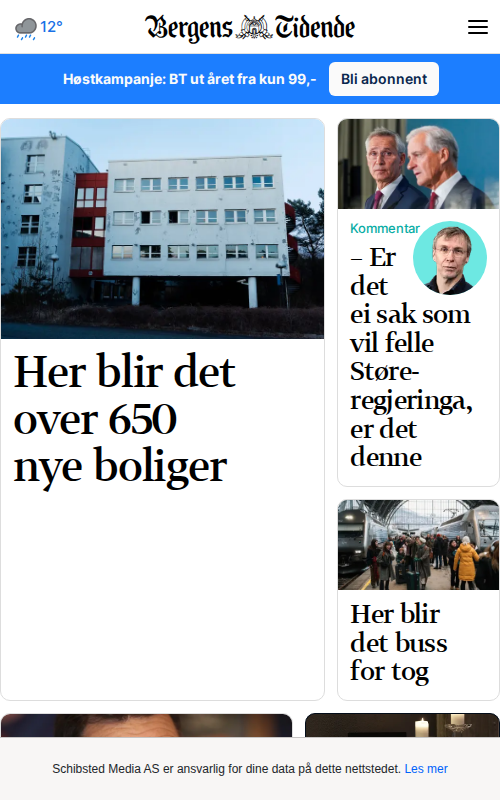 12°
Bergens Tidende
Høstkampanje: BT ut året fra kun 99,-
Bli abonnent
Her blir det
over 650
nye boliger
Kommentar
– Er
det
ei sak som
vil felle
Støre-
regjeringa,
er det
denne
Her blir
det buss
for tog
Schibsted Media AS er ansvarlig for dine data på dette nettstedet. Les mer